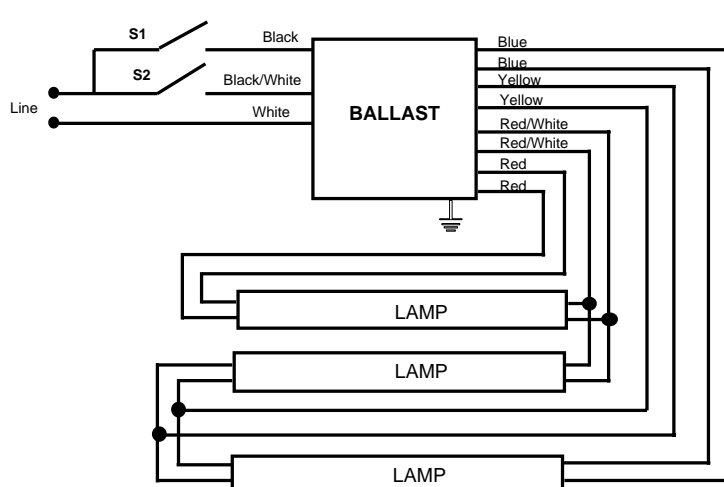 S1
Black
S2
Black/White
Line
White
BALLAST
Blue
Blue
Yellow
Yellow
Red/White
Red/White
Red
Red
LAMP
LAMP
LAMP